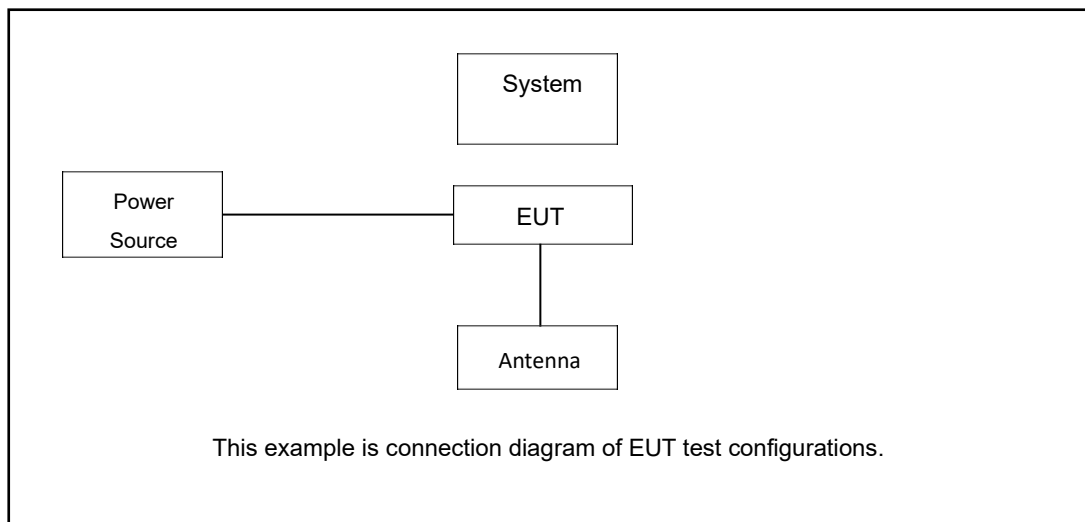 System
Power
Source
EUT
Antenna
This example is connection diagram of EUT test configurations.